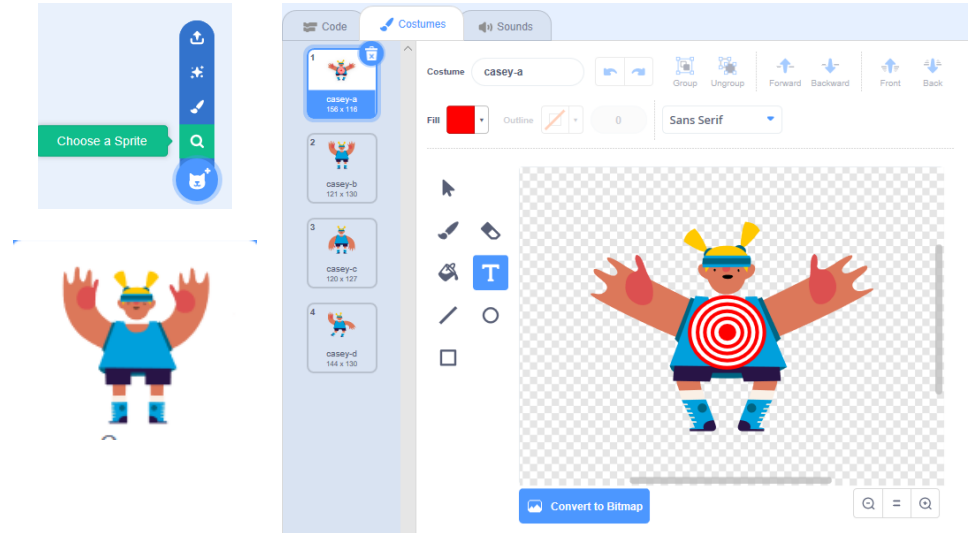 Choose a Sprite
Code
Costumes
Sounds
1
casey-a
156 x 116
2
casey-b
121 x 130
3
casey-c
120 x 127
4
casey-d
144 x 130
Costume
casey-a
Group
Ungroup
Forward
Backward
Front
Back
Fill
Outline
0
Sans Serif
T
Convert to Bitmap
=